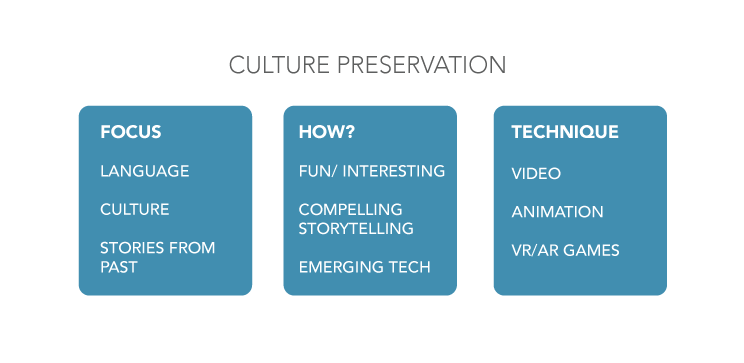 CULTURE PRESERVATION
FOCUS
LANGUAGE
CULTURE
STORIES FROM
PAST
HOW?
FUN/ INTERESTING
COMPELLING
STORYTELLING
EMERGING TECH
TECHNIQUE
VIDEO
ANIMATION
VR/AR GAMES